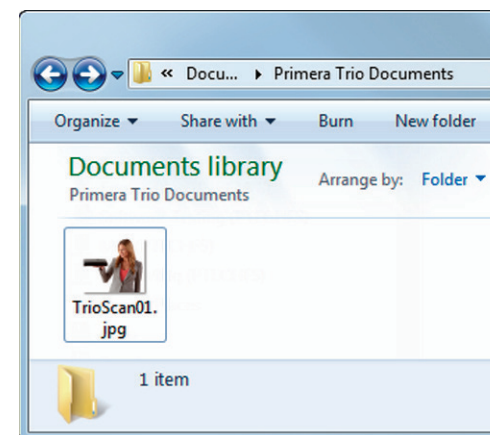 « Docu... ▸ Primera Trio Documents
Organize Share with Burn New folder
Documents library
Primera Trio Documents
Arrange by: Folder
TrioScan01.
jpg
1 item